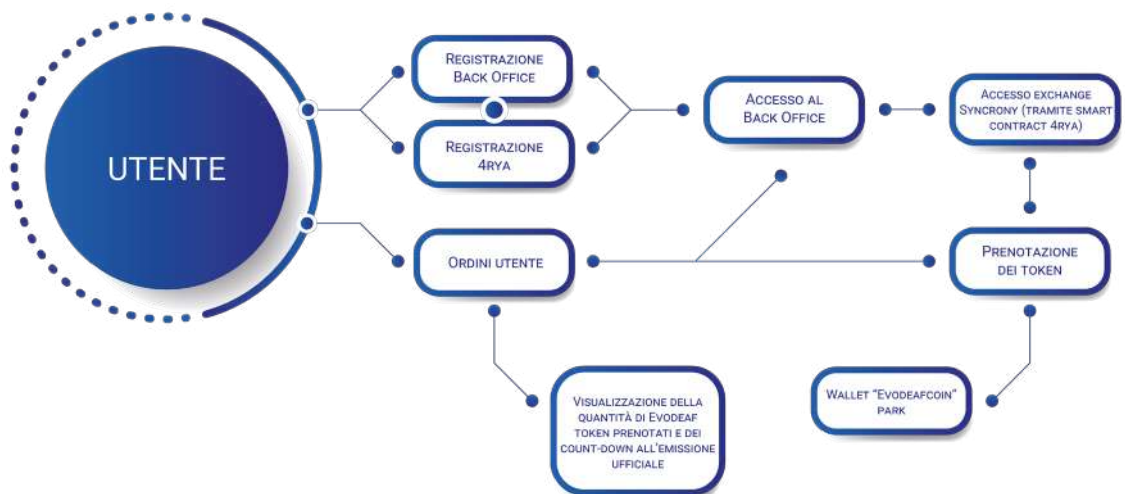 UTENTE
REGISTRAZIONE
BACK OFFICE
REGISTRAZIONE
4RYA
ACCESSO AL
BACK OFFICE
ACCESSO EXCHANGE
SYNCRONY (TRAMITE SMART
CONTRACT 4RYA)
ORDINI UTENTE
PRENOTAZIONE
DEI TOKEN
VISUALIZZAZIONE DELLA
QUANTITÀ DI EVODEAF
TOKEN PRENOTATI E DEI
COUNT-DOWN ALL'EMISSIONE
UFFICIALE
WALLET "EVODEAFCOIN"
PARK